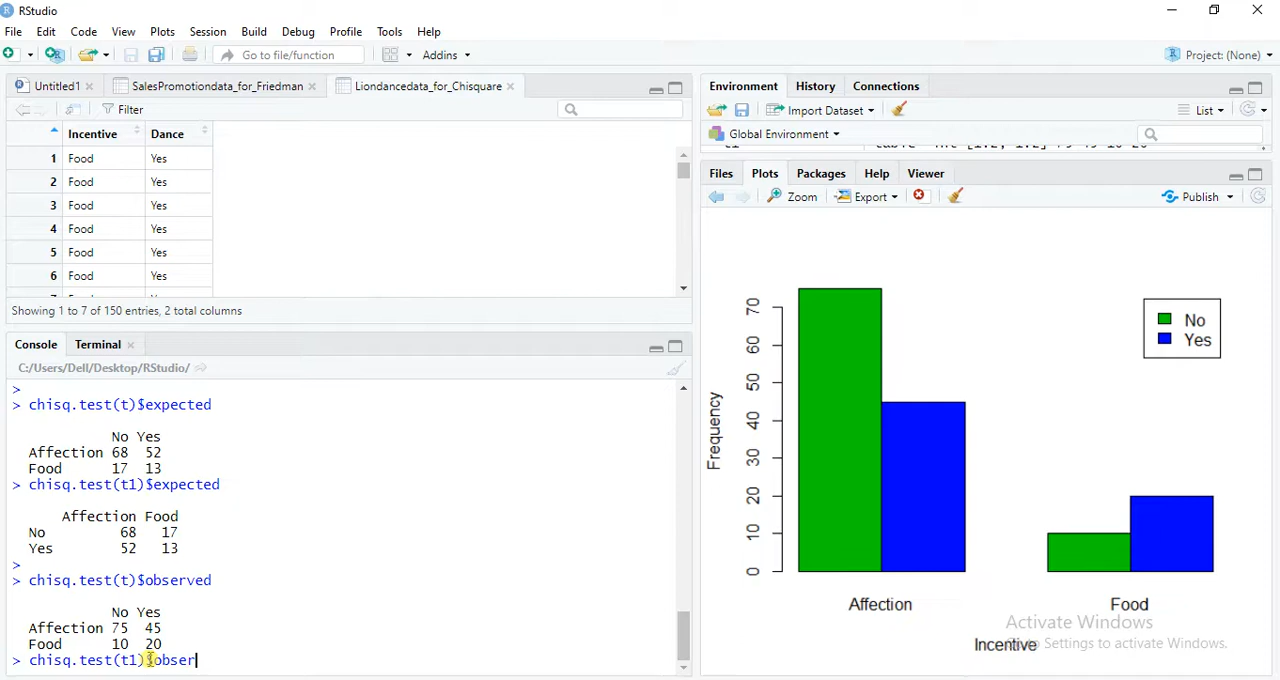 RStudio
File Edit Code View Plots Session Build Debug Profile Tools Help
Go to file/function Addins Project: (None)
Untitled1 SalesPromotiondata_for_Friedman Liondancedata_for_Chisquare
Filter
Incentive Dance
1 Food Yes
2 Food Yes
3 Food Yes
4 Food Yes
5 Food Yes
6 Food Yes
Showing 1 to 7 of 150 entries, 2 total columns
Console Terminal
C:/Users/Dell/Desktop/RStudio/
>
> chisq.test(t)$expected
No Yes
Affection 68 52
Food 17 13
> chisq.test(t1)$expected
Affection Food
No 68 17
Yes 52 13
>
> chisq.test(t)$observed
No Yes
Affection 75 45
Food 10 20
> chisq.test(t1)$obser
Environment History Connections
Import Dataset List
Global Environment
Files Plots Packages Help Viewer
Zoom Export Publish
No
Yes
Frequency
70
60
50
40
30
20
10
0
Affection Food
Incentive
Activate Windows
to Settings to activate Windows.